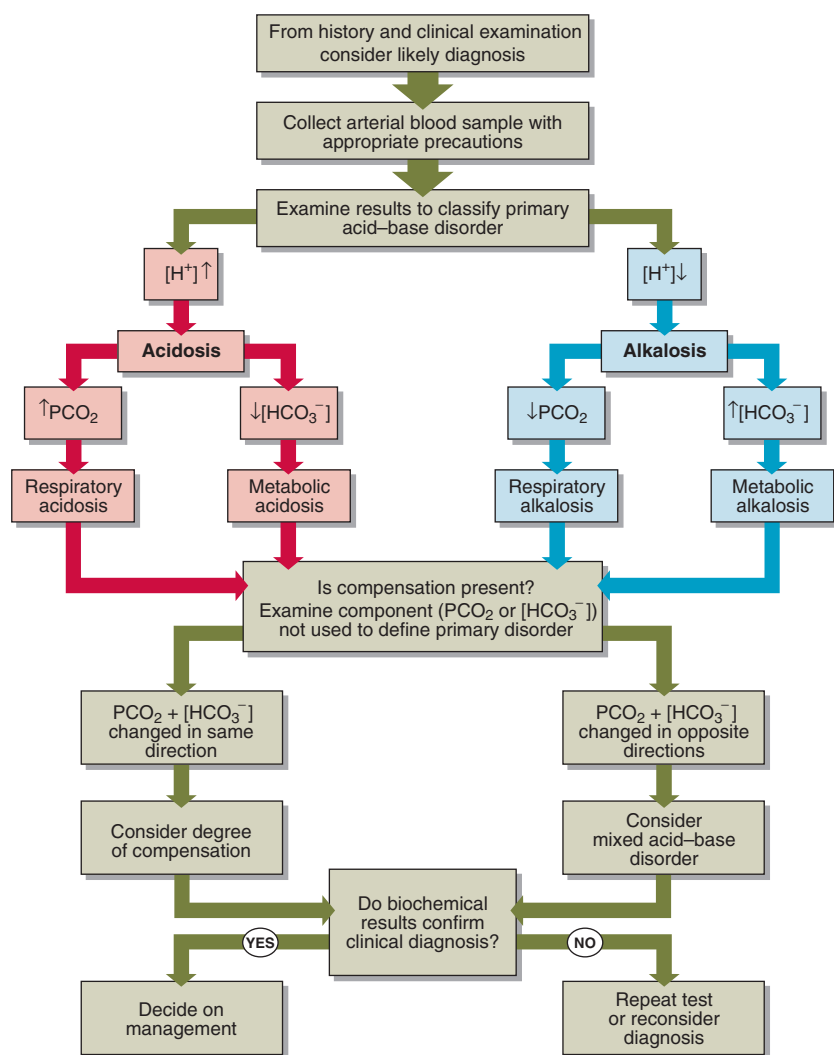 From history and clinical examination
consider likely diagnosis
Collect arterial blood sample with
appropriate precautions
Examine results to classify primary
acid–base disorder
[H⁺]↑
[H⁺]↓
Acidosis
Alkalosis
↑PCO₂
↓[HCO₃⁻]
↓PCO₂
↑[HCO₃⁻]
Respiratory
acidosis
Metabolic
acidosis
Respiratory
alkalosis
Metabolic
alkalosis
Is compensation present?
Examine component (PCO₂ or [HCO₃⁻])
not used to define primary disorder
PCO₂ + [HCO₃⁻]
changed in same
direction
PCO₂ + [HCO₃⁻]
changed in opposite
directions
Consider degree
of compensation
Consider
mixed acid–base
disorder
Do biochemical
results confirm
clinical diagnosis?
YES
NO
Decide on
management
Repeat test
or reconsider
diagnosis